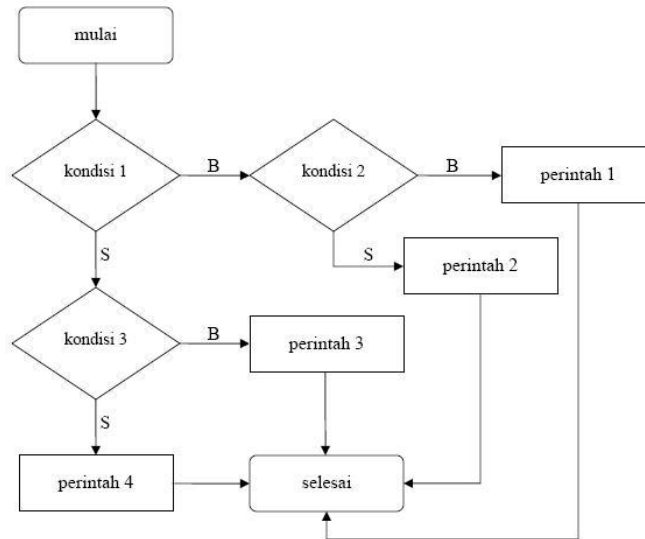 mulai
kondisi 1
B
kondisi 2
B
perintah 1
S
S
perintah 2
kondisi 3
B
perintah 3
S
perintah 4
selesai